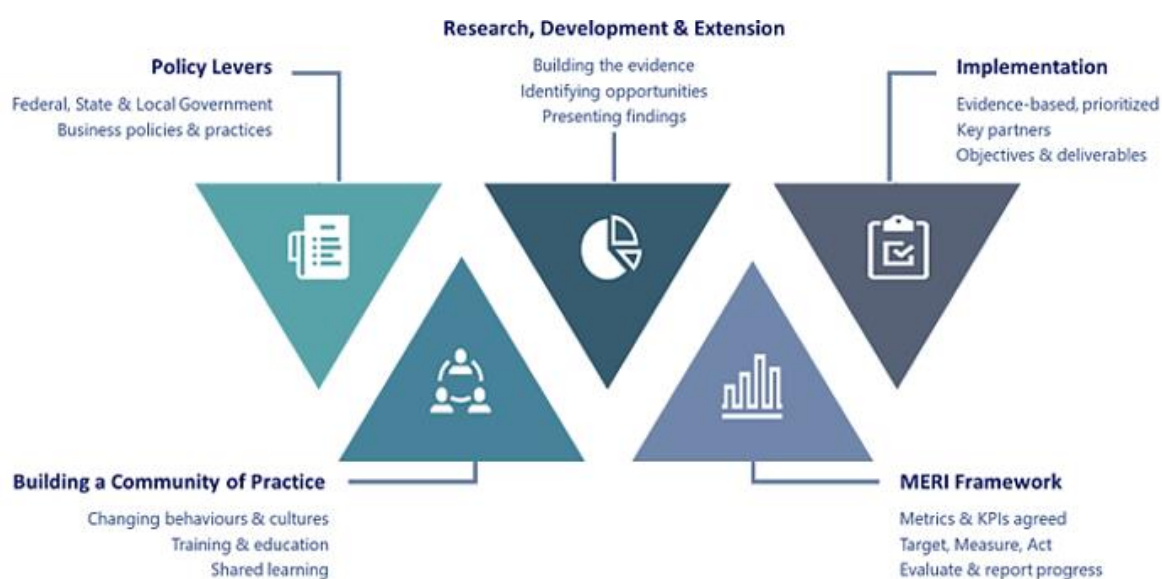 Policy Levers
Federal, State & Local Government
Business policies & practices
Research, Development & Extension
Building the evidence
Identifying opportunities
Presenting findings
Implementation
Evidence-based, prioritized
Key partners
Objectives & deliverables
Building a Community of Practice
Changing behaviours & cultures
Training & education
Shared learning
MERI Framework
Metrics & KPIs agreed
Target, Measure, Act
Evaluate & report progress